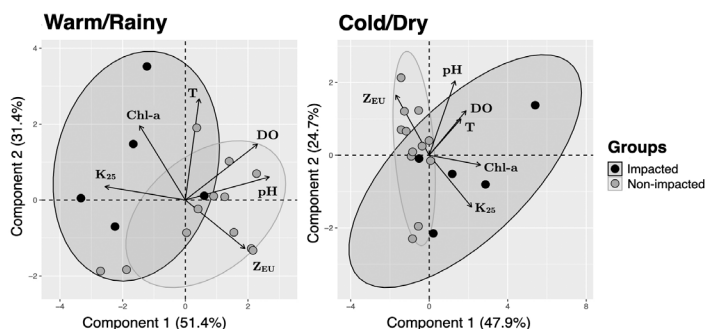 Warm/Rainy
Cold/Dry
4
2
0
−2
−4
−2
0
2
Component 2 (31.4%)
Component 1 (51.4%)
Chl-a
T
DO
K25
pH
ZEU
2
0
−2
−4
0
4
8
Component 2 (24.7%)
Component 1 (47.9%)
pH
ZEU
DO
T
Chl-a
K25
Groups
Impacted
Non-impacted